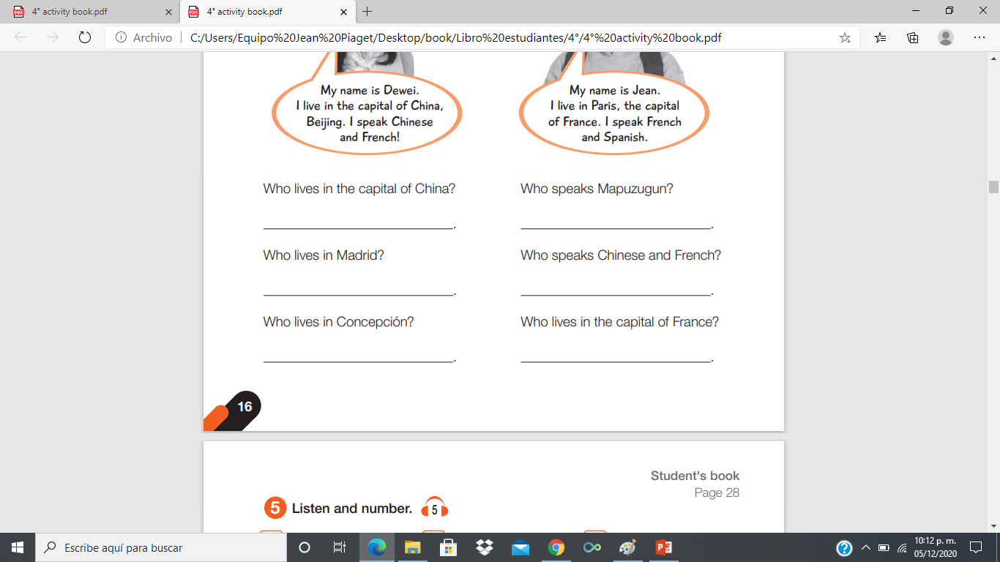 4° activity book.pdf
4° activity book.pdf
Archivo
C:/Users/Equipo%20Jean%20Piaget/Desktop/book/Libro%20estudiantes/4°/4°%20activity%20book.pdf
My name is Dewei.
I live in the capital of China,
Beijing. I speak Chinese
and French!
My name is Jean.
I live in Paris, the capital
of France. I speak French
and Spanish.
Who lives in the capital of China?
Who speaks Mapuzugun?
Who lives in Madrid?
Who speaks Chinese and French?
Who lives in Concepción?
Who lives in the capital of France?
16
Student's book
Page 28
5 Listen and number. 5
Escribe aquí para buscar
10:12 p. m.
05/12/2020